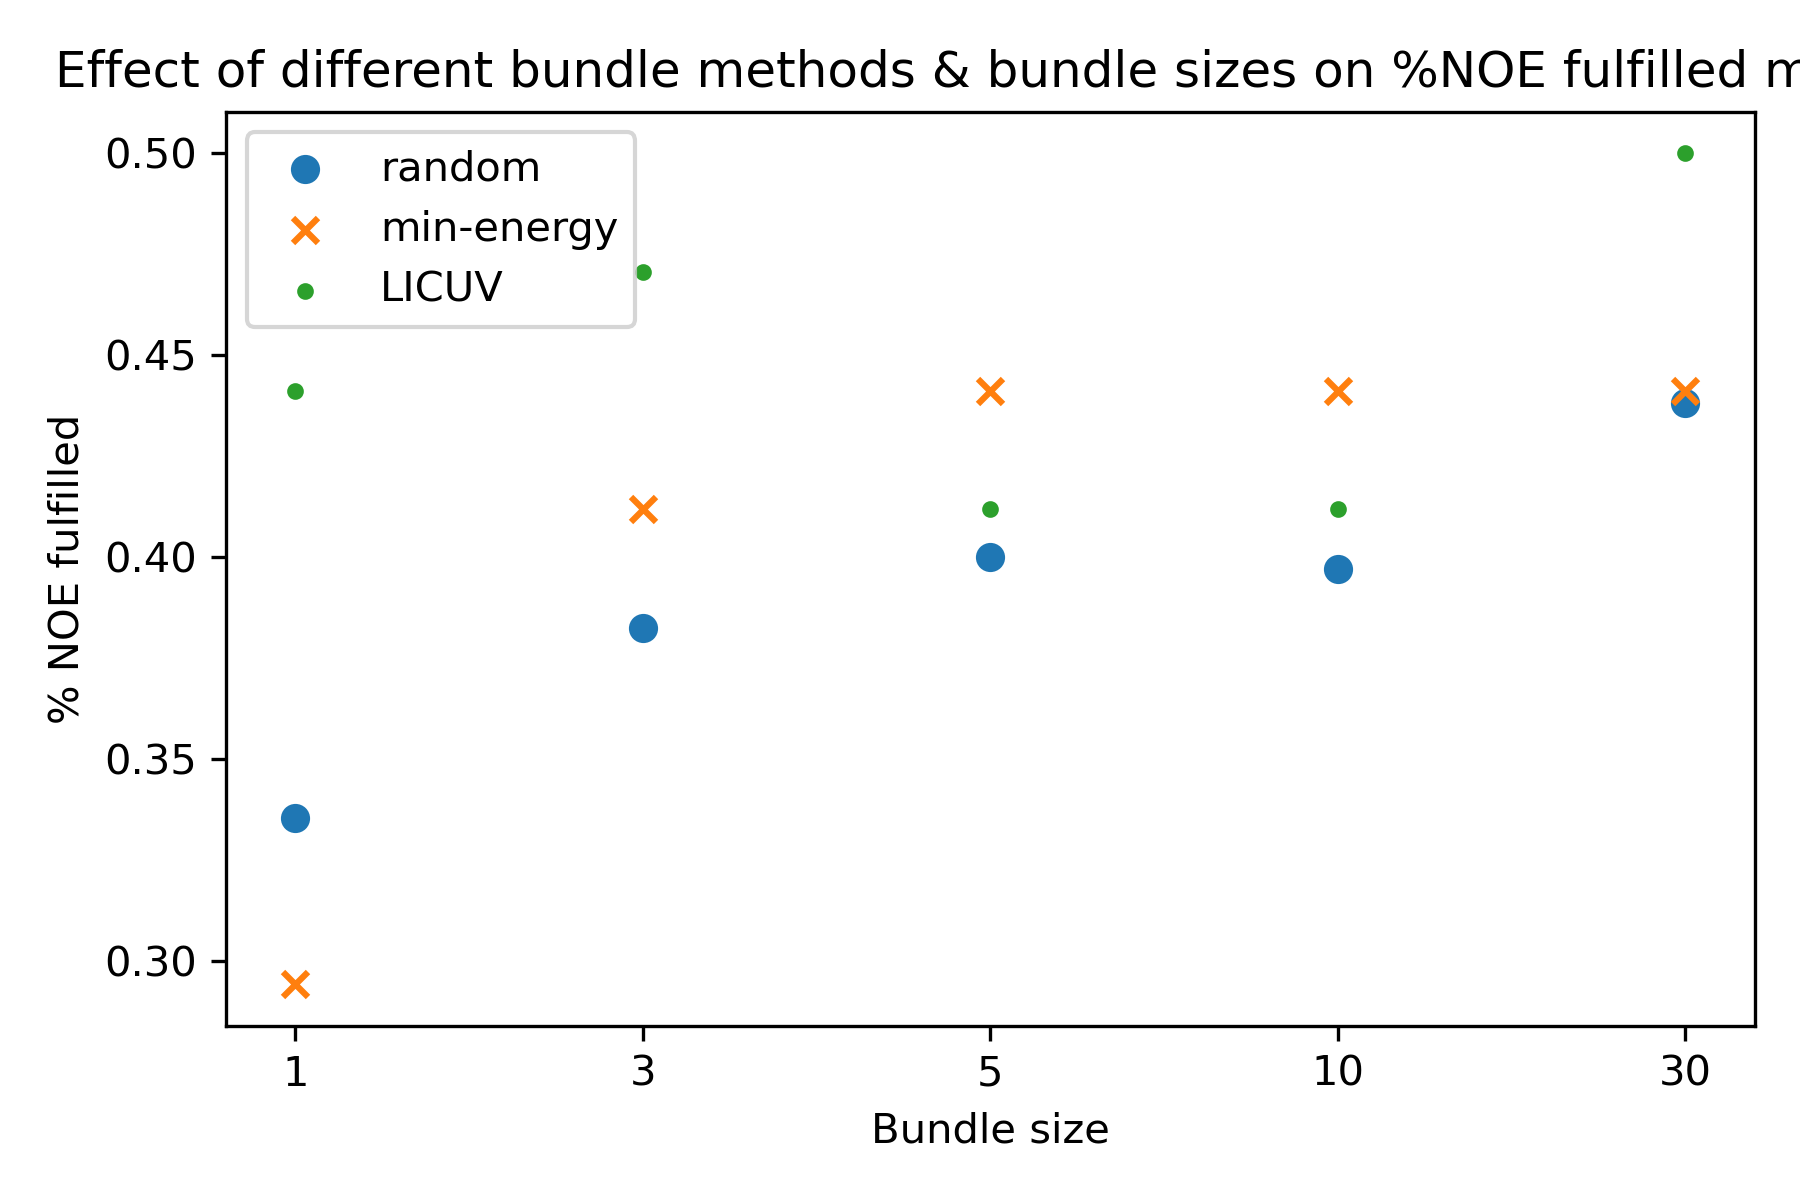 Effect of different bundle methods & bundle sizes on %NOE fulfilled
random
min-energy
LICUV
0.50
0.45
0.40
0.35
0.30
% NOE fulfilled
1 3 5 10 30
Bundle size